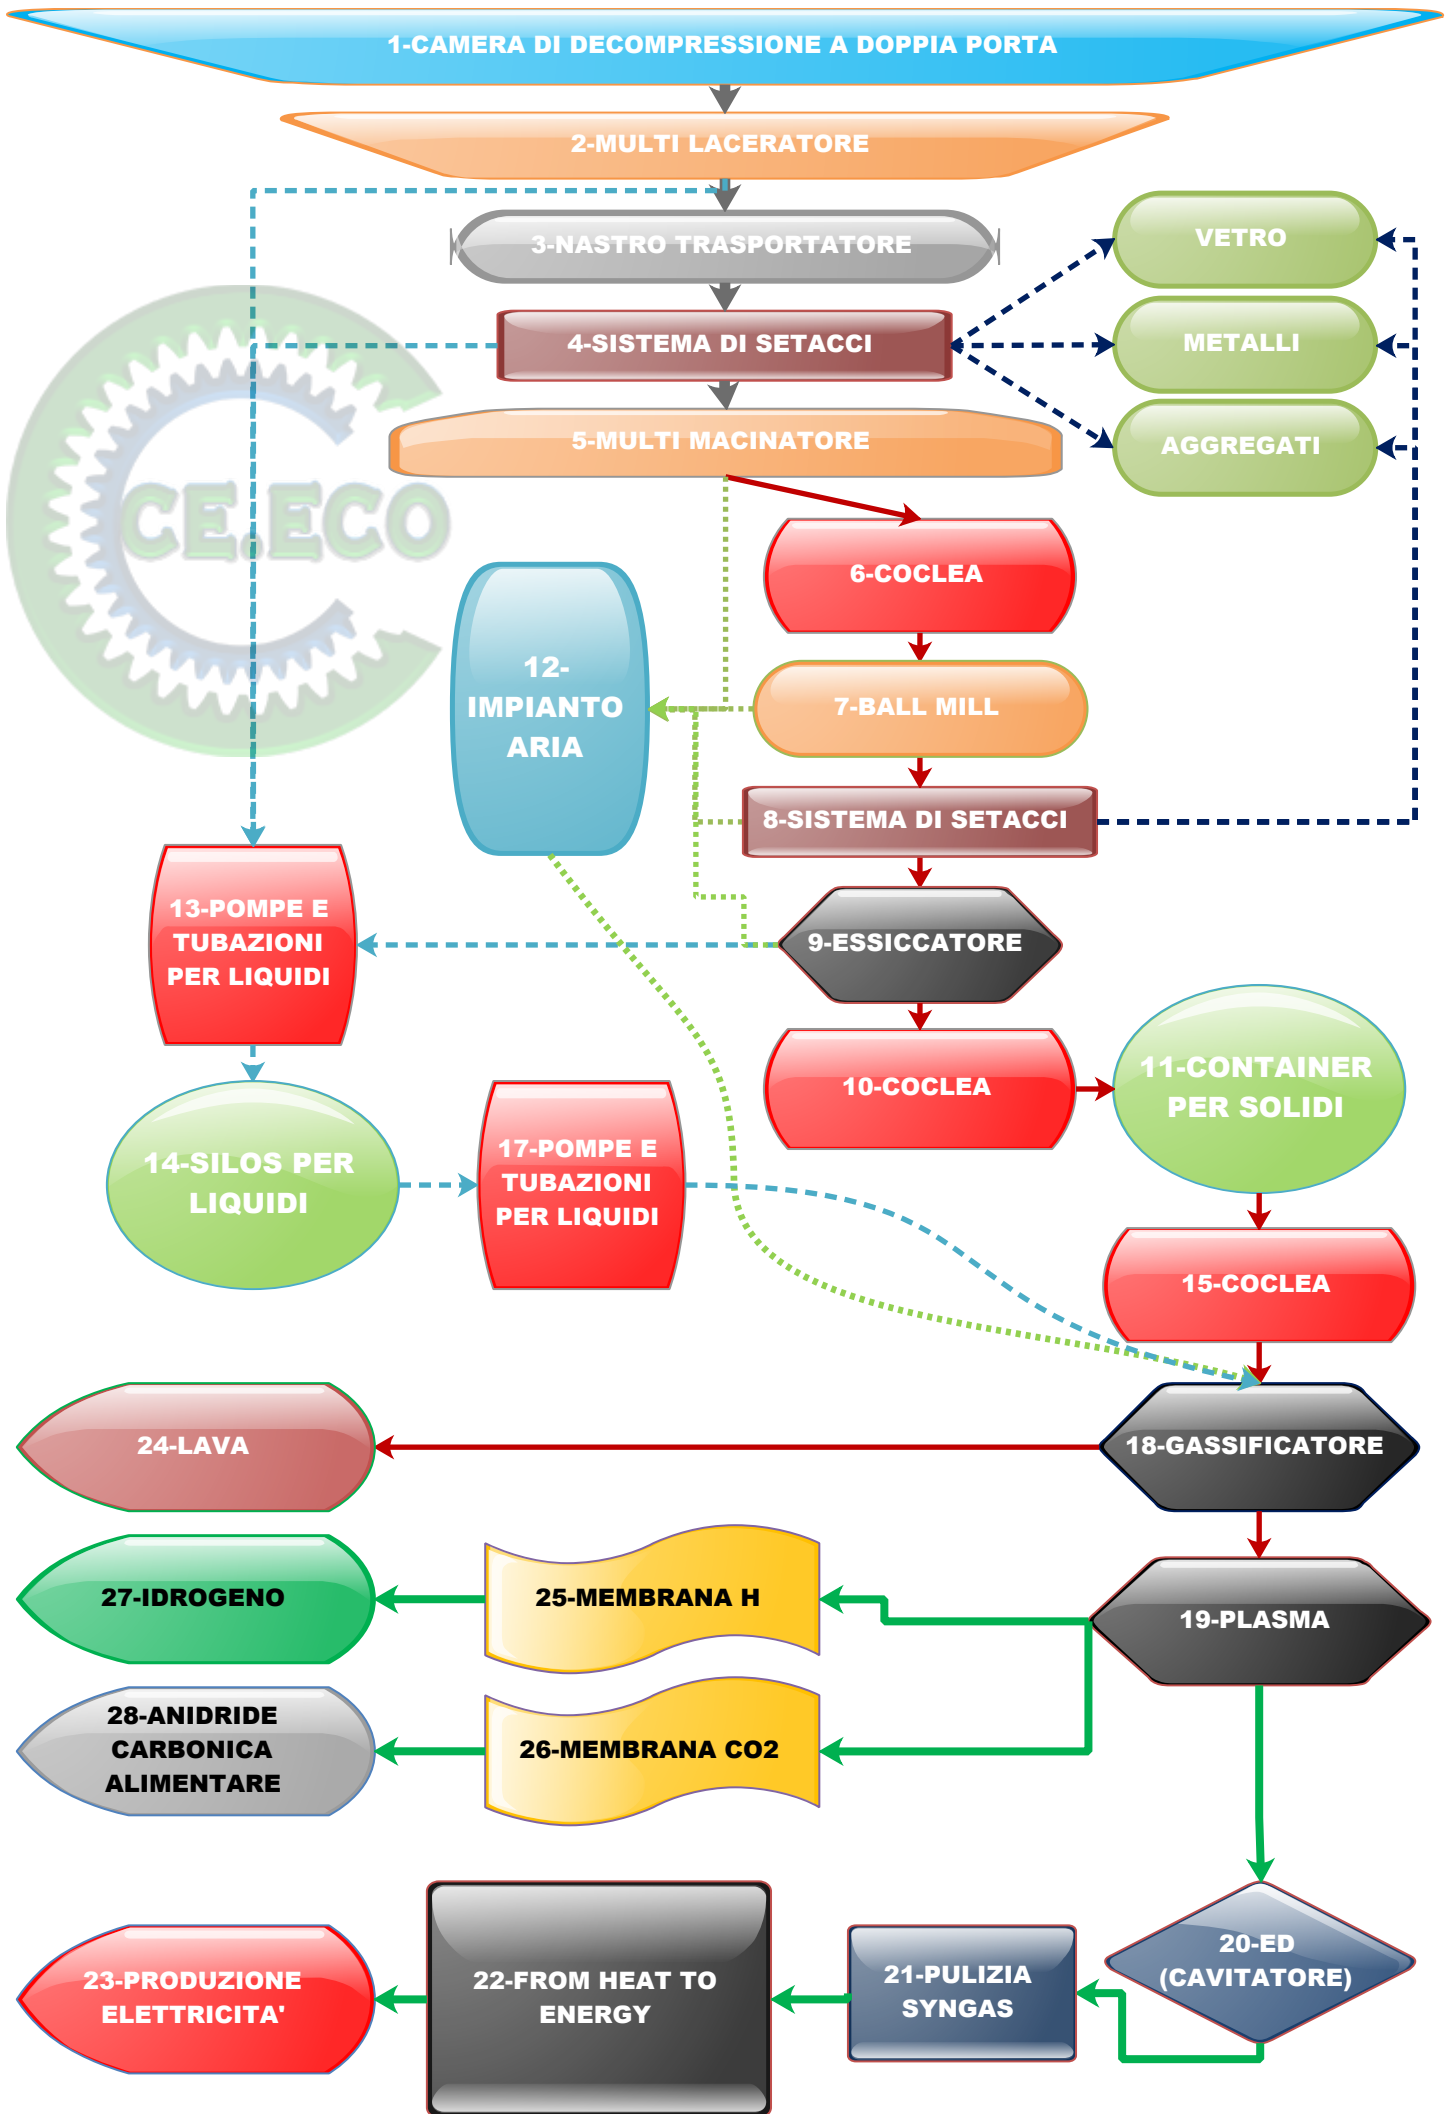 1-CAMERA DI DECOMPRESSIONE A DOPPIA PORTA
2-MULTI LACERATORE
3-NASTRO TRASPORTATORE
VETRO
4-SISTEMA DI SETACCI
METALLI
5-MULTI MACINATORE
AGGREGATI
CE.ECO
6-COCLEA
12-
IMPIANTO
ARIA
7-BALL MILL
8-SISTEMA DI SETACCI
13-POMPE E
TUBAZIONI
PER LIQUIDI
9-ESSICCATORE
10-COCLEA
11-CONTAINER
PER SOLIDI
14-SILOS PER
LIQUIDI
17-POMPE E
TUBAZIONI
PER LIQUIDI
15-COCLEA
24-LAVA
18-GASSIFICATORE
27-IDROGENO
25-MEMBRANA H
19-PLASMA
28-ANIDRIDE
CARBONICA
ALIMENTARE
26-MEMBRANA CO2
23-PRODUZIONE
ELETTRICITA'
22-FROM HEAT TO
ENERGY
21-PULIZIA
SYNGAS
20-ED
(CAVITATORE)